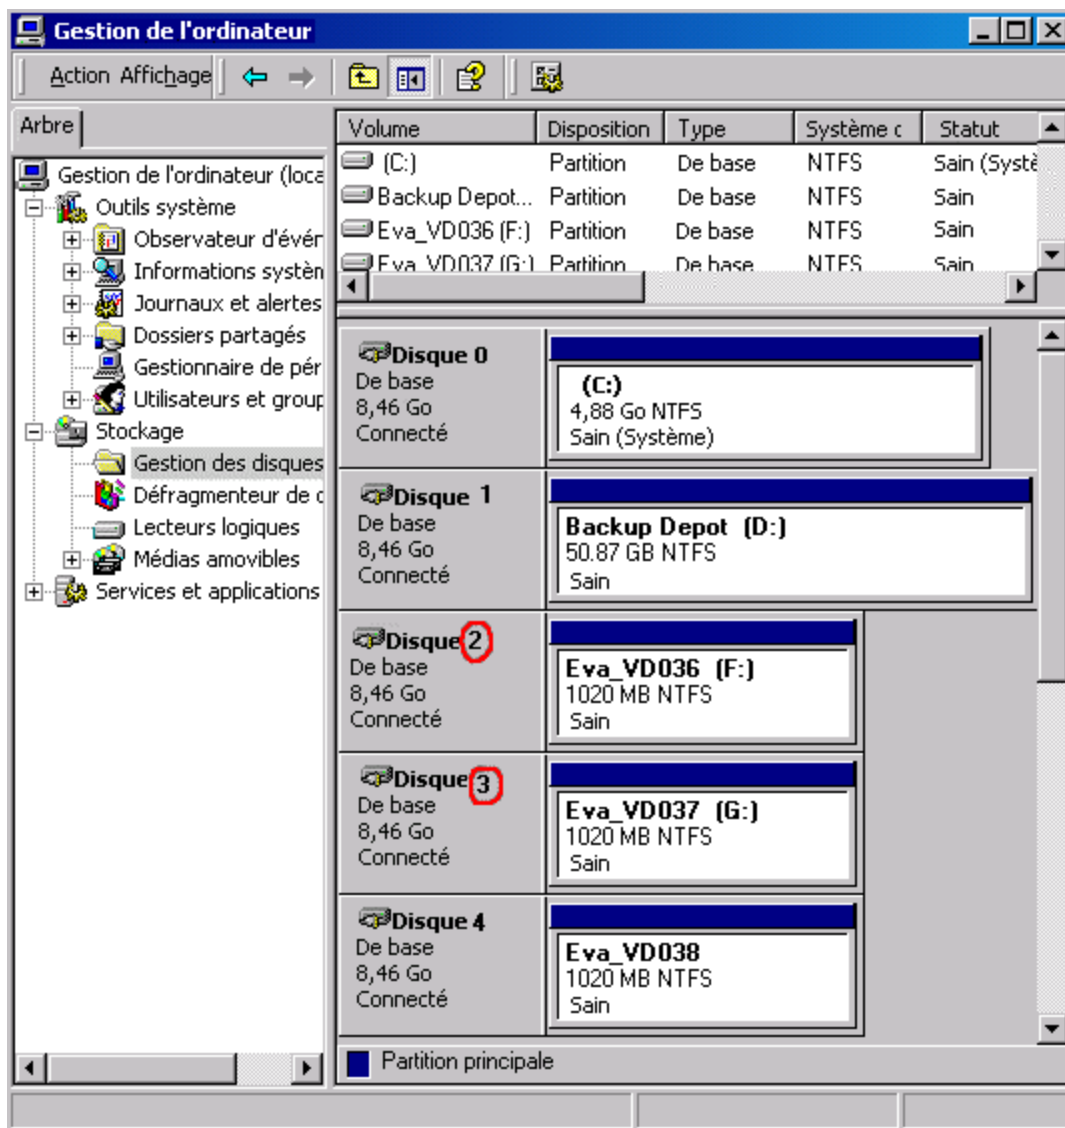 Gestion de l'ordinateur
Action Affichage
Arbre
Gestion de l'ordinateur (loca
Outils système
Observateur d'évér
Informations systèn
Journaux et alertes
Dossiers partagés
Gestionnaire de pér
Utilisateurs et group
Stockage
Gestion des disques
Défragmenteur de c
Lecteurs logiques
Médias amovibles
Services et applications
Volume Disposition Type Système c Statut
(C:) Partition De base NTFS Sain (Systè
Backup Depot... Partition De base NTFS Sain
Eva_VD036 (F:) Partition De base NTFS Sain
Eva_VD037 (G:) Partition De base NTFS Sain
Disque 0
De base
8,46 Go
Connecté
(C:)
4,88 Go NTFS
Sain (Système)
Disque 1
De base
8,46 Go
Connecté
Backup Depot (D:)
50.87 GB NTFS
Sain
Disque 2
De base
8,46 Go
Connecté
Eva_VD036 (F:)
1020 MB NTFS
Sain
Disque 3
De base
8,46 Go
Connecté
Eva_VD037 (G:)
1020 MB NTFS
Sain
Disque 4
De base
8,46 Go
Connecté
Eva_VD038
1020 MB NTFS
Sain
Partition principale